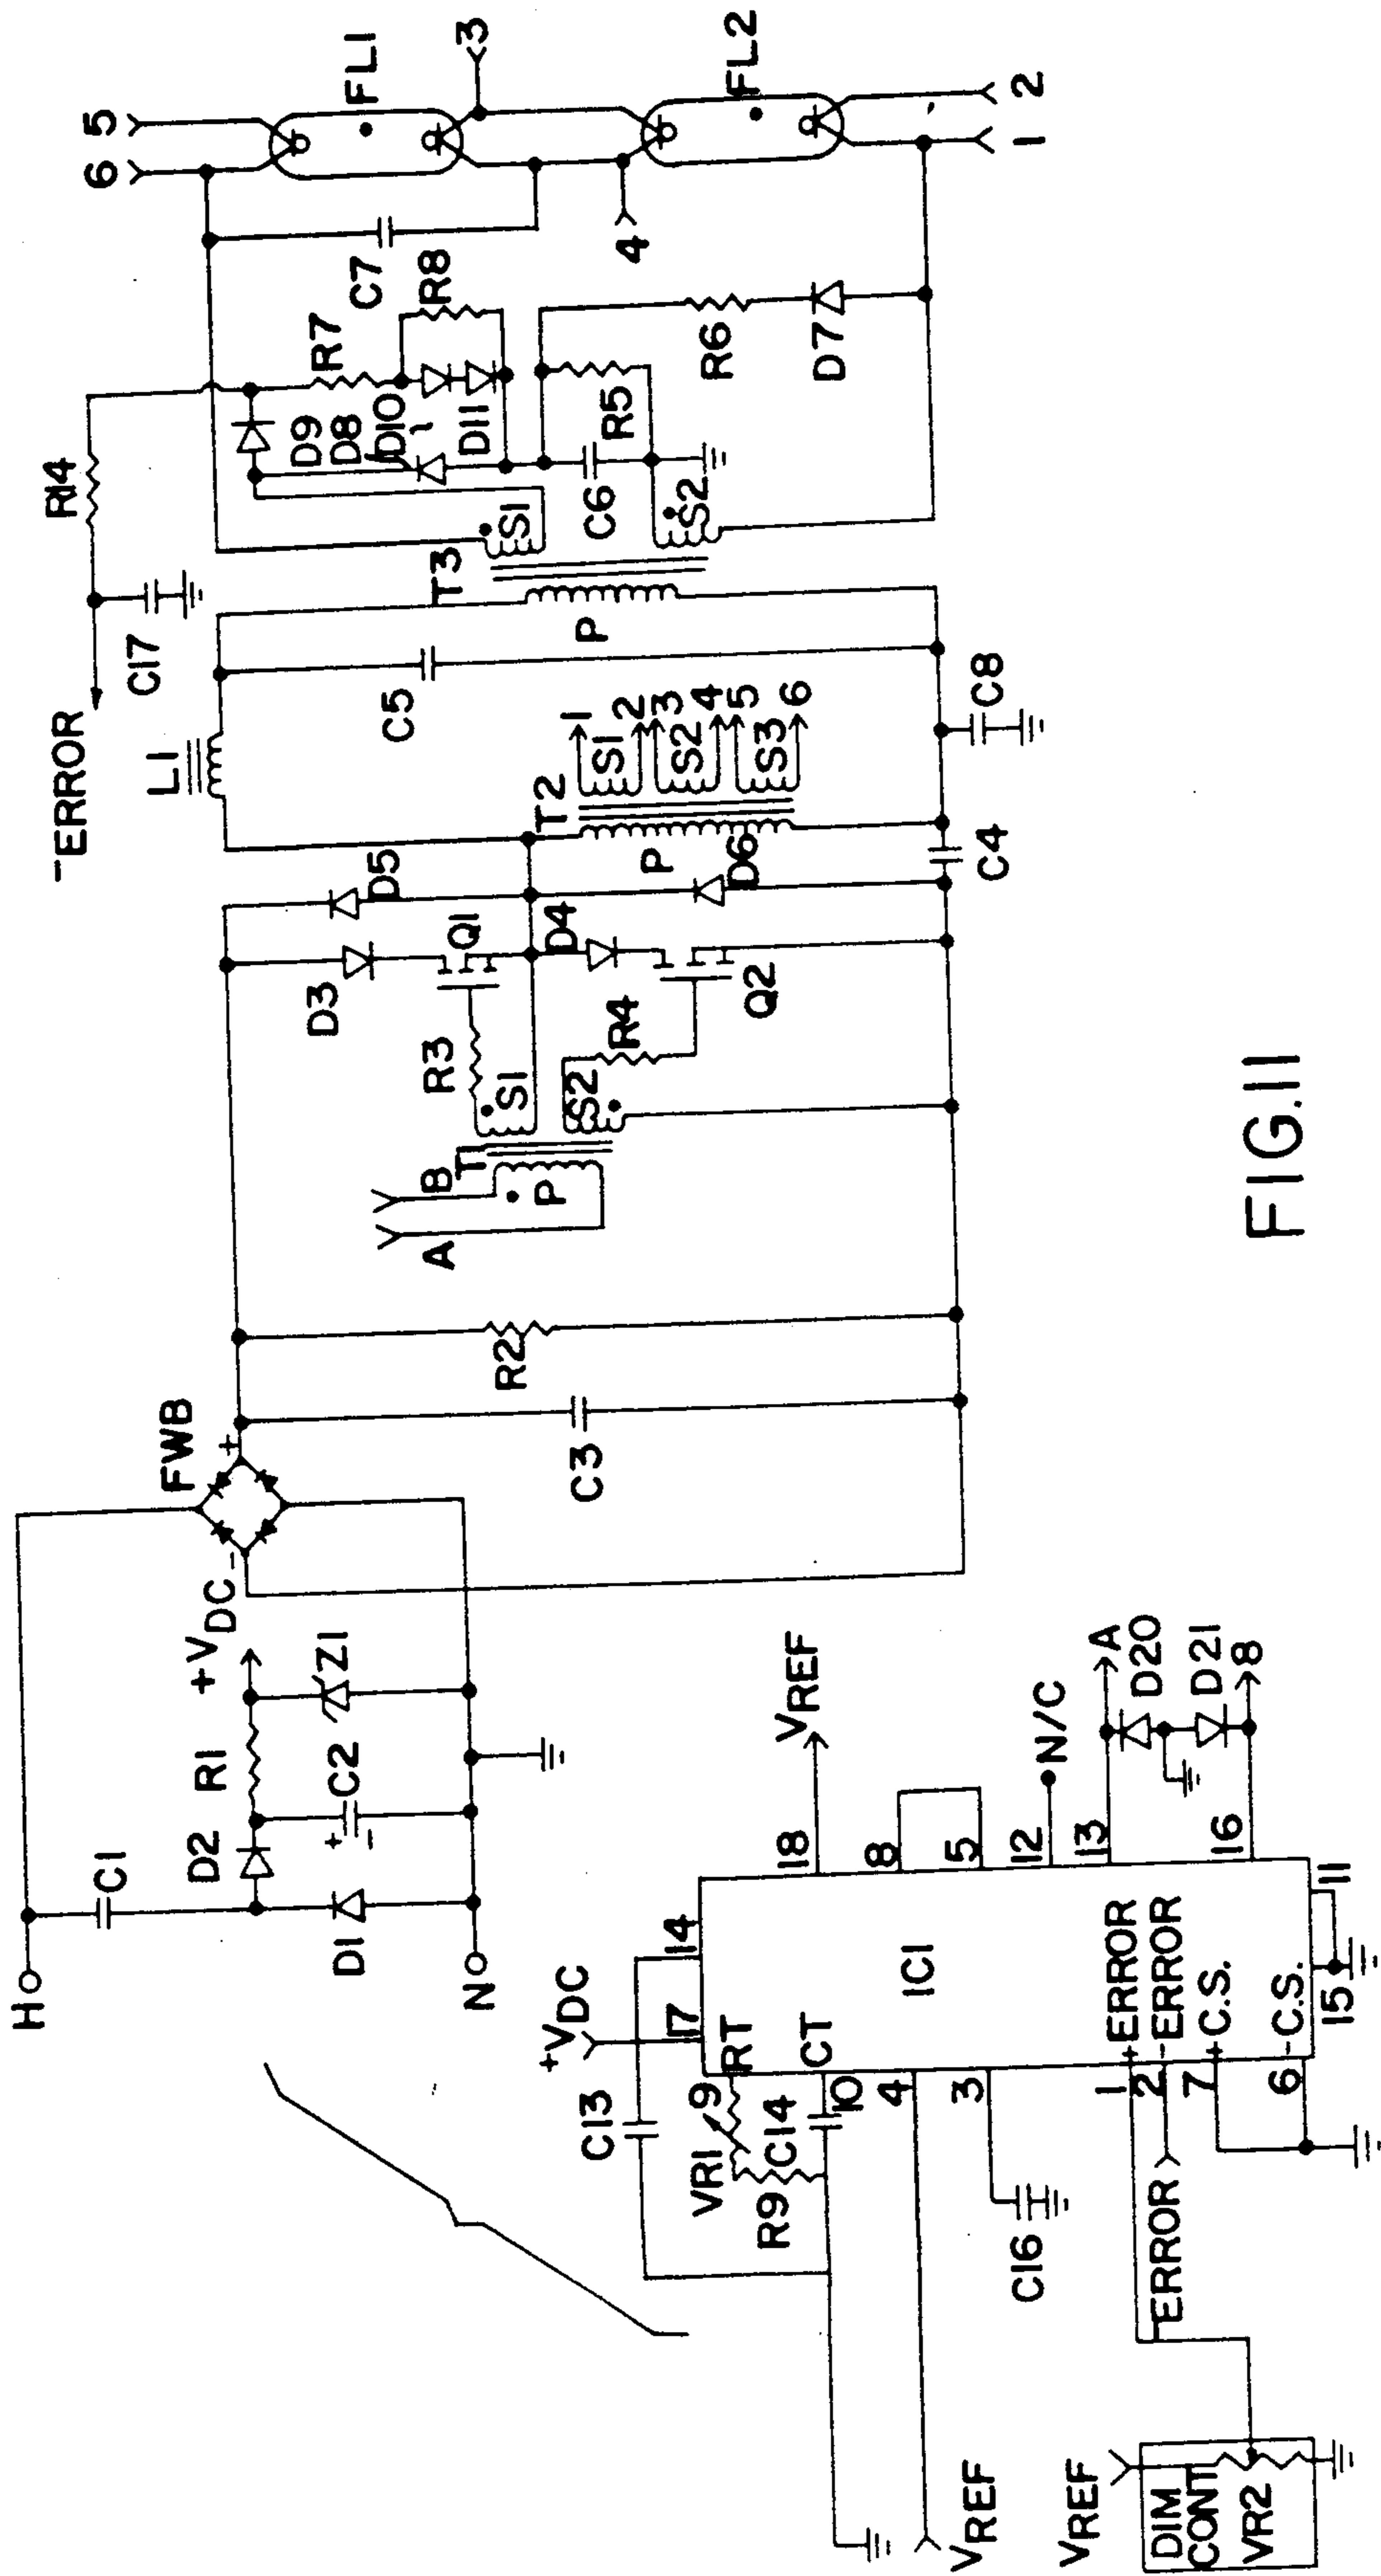 H
C1
D2
R1
+VDC
D1
C2
+
-
Z1
N
FWB
+
-
C3
R2
A
B
T1
P
S1
S2
R3
R4
D3
D5
Q1
D4
Q2
D6
T2
P
S1
S2
S3
1
2
3
4
5
6
C4
C8
L1
C5
T3
P
S1
S2
-ERROR
C17
R14
D9
D8
D10
D11
R7
R8
C6
R5
R6
D7
C7
6
5
FL1
3
4
FL2
1
2
+VDC
C13
17
14
RT
9
VR1
R9
CT
10
C14
IC1
18
VREF
8
5
12
N/C
13
A
D20
D21
16
8
11
15
4
VREF
3
C16
1
+ERROR
2
-ERROR
7
+C.S.
6
-C.S.
-ERROR
VREF
DIM
CONT
VR2
FIG.11